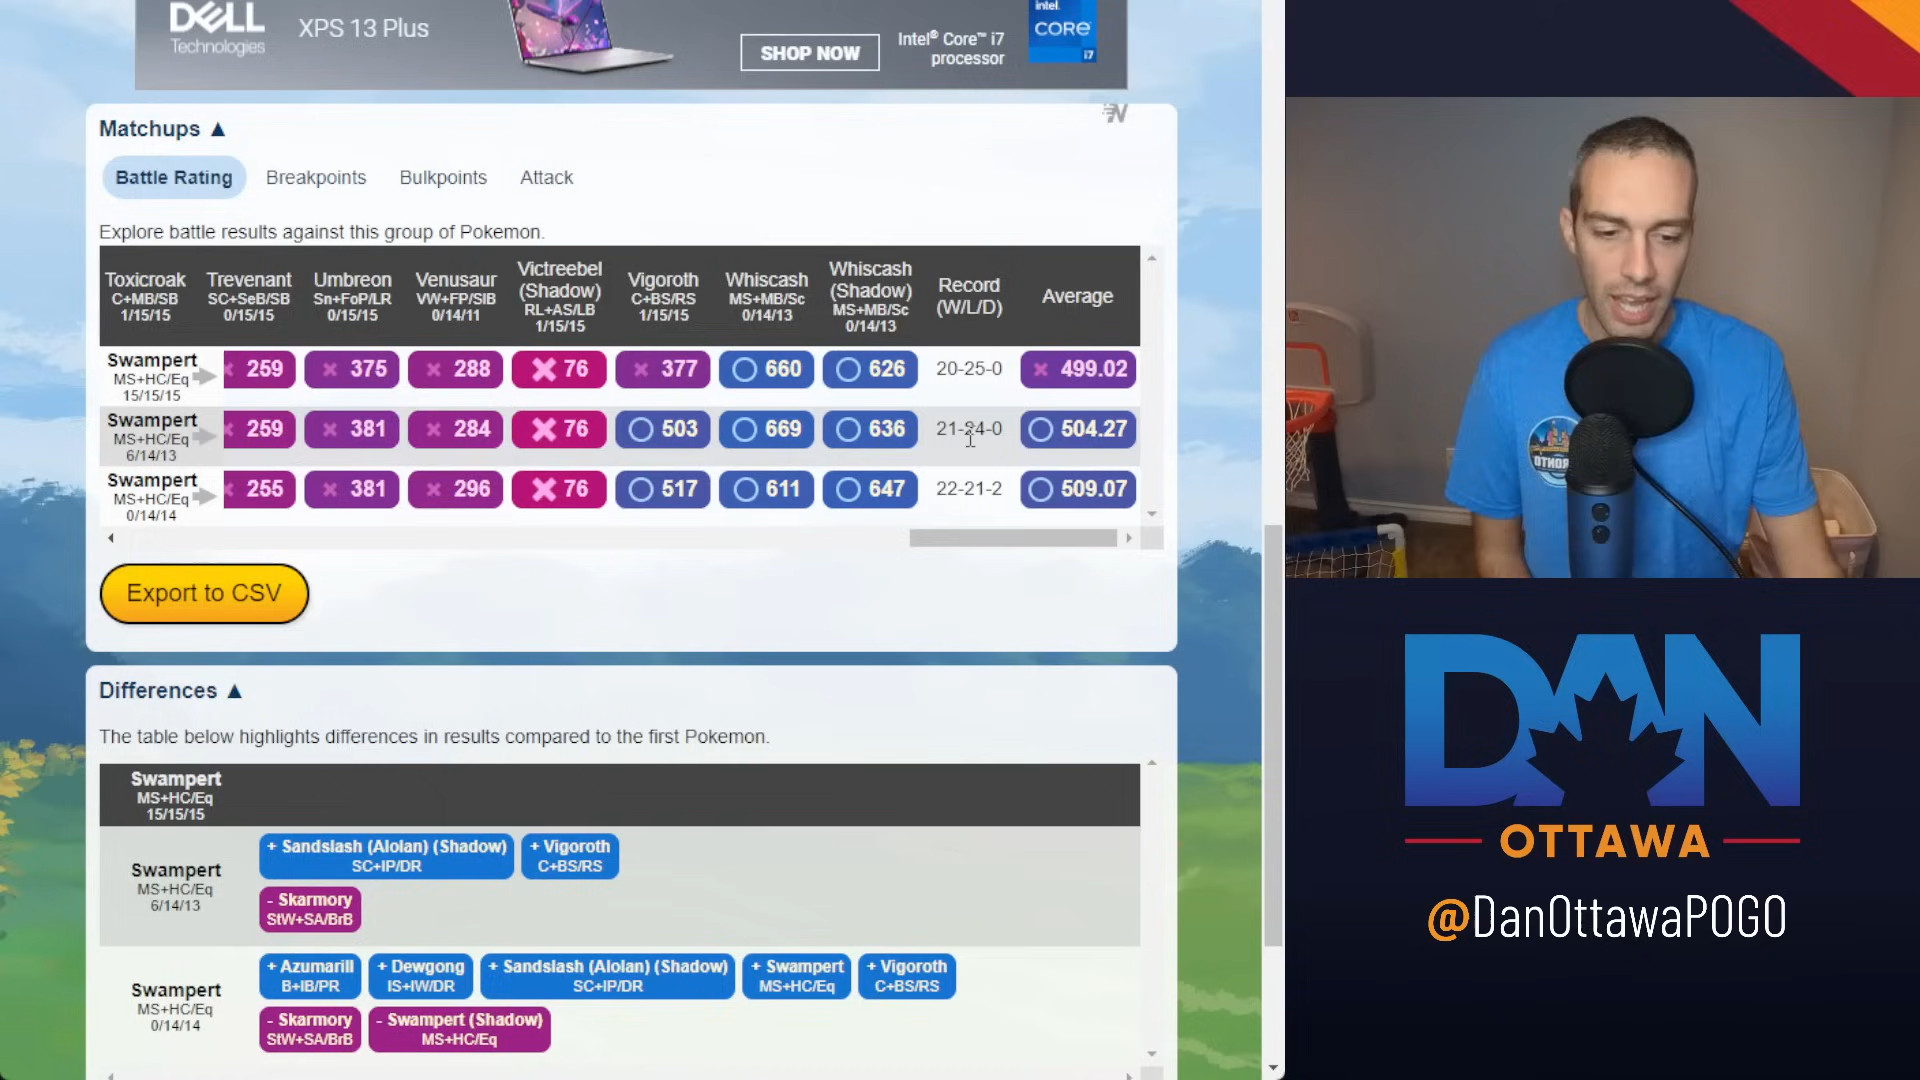 DELL
Technologies
XPS 13 Plus
SHOP NOW
Intel® Core™ i7
processor
intel.
CORE
i7
Matchups ▲
Battle Rating Breakpoints Bulkpoints Attack
Explore battle results against this group of Pokemon.
Toxicroak
C+MB/SB
1/15/15
Trevenant
SC+SeB/SB
0/15/15
Umbreon
Sn+FoP/LR
0/15/15
Venusaur
VW+FP/SlB
0/14/11
Victreebel
(Shadow)
RL+AS/LB
1/15/15
Vigoroth
C+BS/RS
1/15/15
Whiscash
MS+MB/Sc
0/14/13
Whiscash
(Shadow)
MS+MB/Sc
0/14/13
Record
(W/L/D)
Average
Swampert
MS+HC/Eq
15/15/15
259 375 288 76 377 660 626 20-25-0 499.02
Swampert
MS+HC/Eq
6/14/13
259 381 284 76 503 669 636 21-24-0 504.27
Swampert
MS+HC/Eq
0/14/14
255 381 296 76 517 611 647 22-21-2 509.07
Export to CSV
Differences ▲
The table below highlights differences in results compared to the first Pokemon.
Swampert
MS+HC/Eq
15/15/15
Swampert
MS+HC/Eq
6/14/13
+ Sandslash (Alolan) (Shadow)
SC+IP/DR
+ Vigoroth
C+BS/RS
- Skarmory
StW+SA/BrB
Swampert
MS+HC/Eq
0/14/14
+ Azumarill
B+IB/PR
+ Dewgong
IS+IW/DR
+ Sandslash (Alolan) (Shadow)
SC+IP/DR
+ Swampert
MS+HC/Eq
+ Vigoroth
C+BS/RS
- Skarmory
StW+SA/BrB
- Swampert (Shadow)
MS+HC/Eq
DAN
OTTAWA
@DanOttawaPOGO